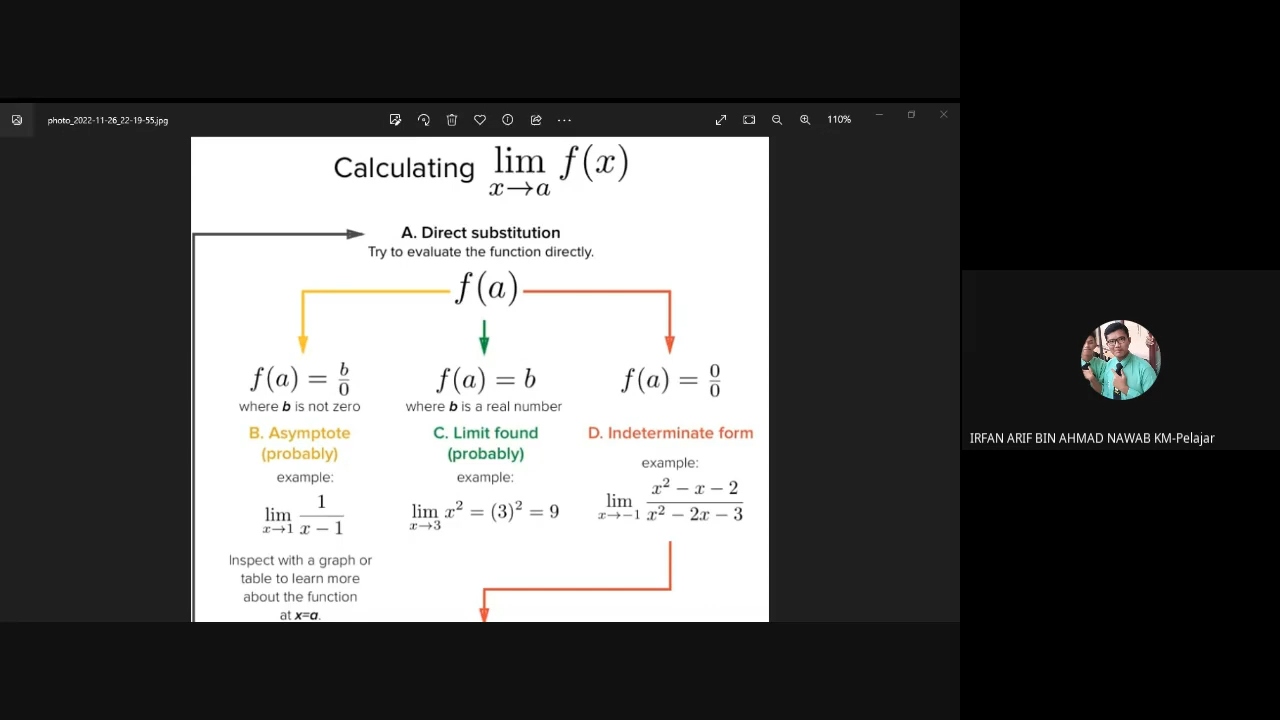 photo_2022-11-26_22-19-55.jpg
110%
Calculating lim f(x)
x→a
A. Direct substitution
Try to evaluate the function directly.
f(a)
f(a) = b/0
where b is not zero
B. Asymptote
(probably)
example:
lim 1/(x − 1)
x→1
Inspect with a graph or
table to learn more
about the function
at x=a.
f(a) = b
where b is a real number
C. Limit found
(probably)
example:
lim x² = (3)² = 9
x→3
f(a) = 0/0
D. Indeterminate form
example:
lim (x² − x − 2)/(x² − 2x − 3)
x→−1
IRFAN ARIF BIN AHMAD NAWAB KM-Pelajar